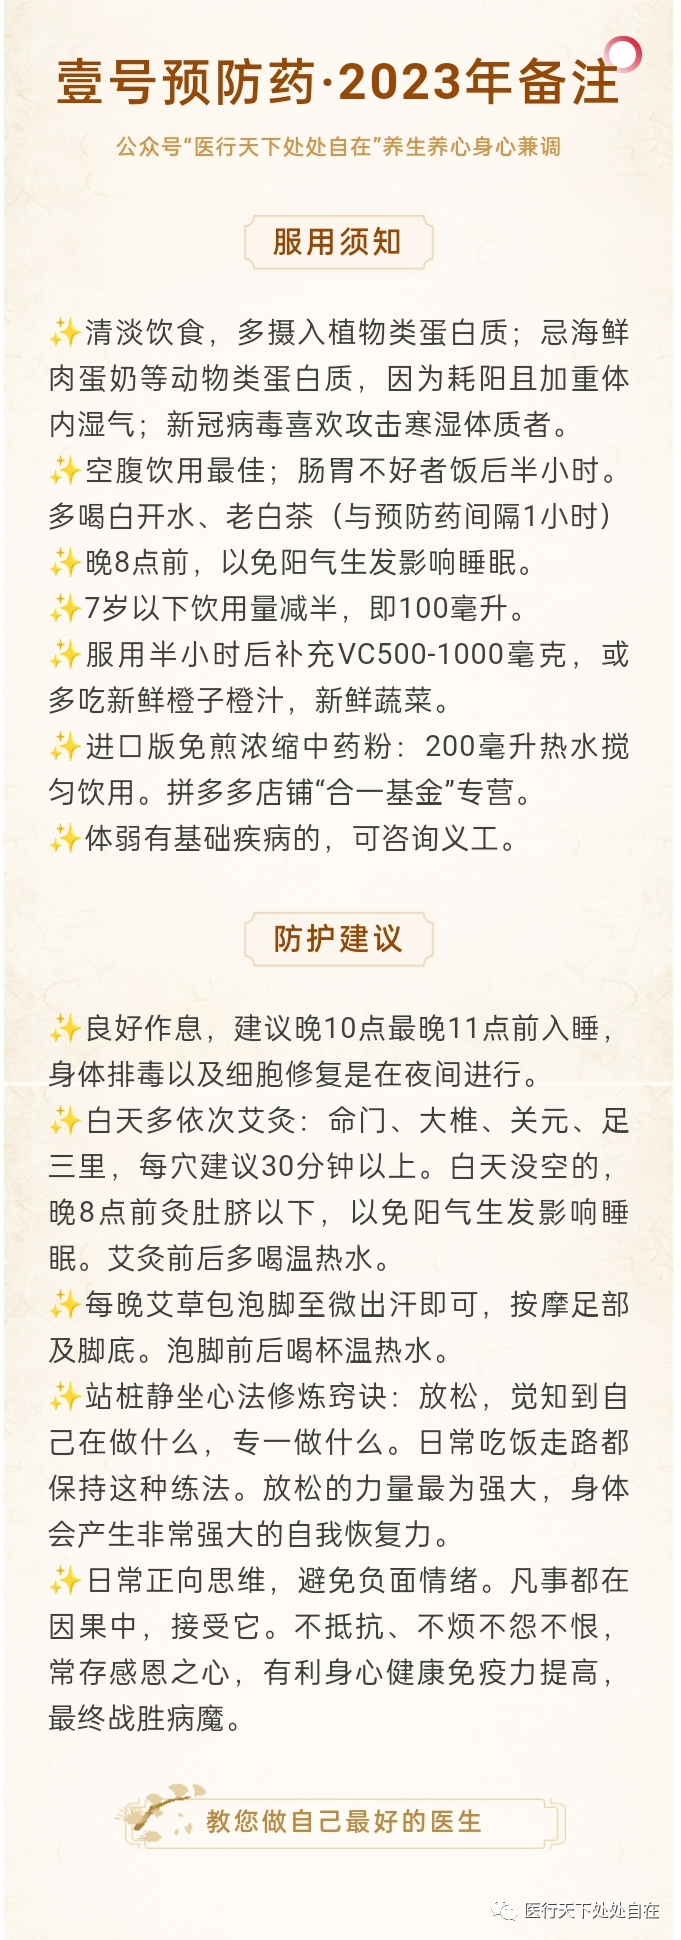 壹号预防药·2023年备注
公众号“医行天下处处自在”养生养心身心兼调
服用须知
✨清淡饮食，多摄入植物类蛋白质；忌海鲜
肉蛋奶等动物类蛋白质，因为耗阳且加重体
内湿气；新冠病毒喜欢攻击寒湿体质者。
✨空腹饮用最佳；肠胃不好者饭后半小时。
多喝白开水、老白茶（与预防药间隔1小时）
✨晚8点前，以免阳气生发影响睡眠。
✨7岁以下饮用量减半，即100毫升。
✨服用半小时后补充VC500-1000毫克，或
多吃新鲜橙子橙汁，新鲜蔬菜。
✨进口版免煎浓缩中药粉：200毫升热水搅
匀饮用。拼多多店铺“合一基金”专营。
✨体弱有基础疾病的，可咨询义工。
防护建议
✨良好作息，建议晚10点最晚11点前入睡，
身体排毒以及细胞修复是在夜间进行。
✨白天多依次艾灸：命门、大椎、关元、足
三里，每穴建议30分钟以上。白天没空的，
晚8点前灸肚脐以下，以免阳气生发影响睡
眠。艾灸前后多喝温热水。
✨每晚艾草包泡脚至微出汗即可，按摩足部
及脚底。泡脚前后喝杯温热水。
✨站桩静坐心法修炼窍诀：放松，觉知到自
己在做什么，专一做什么。日常吃饭走路都
保持这种练法。放松的力量最为强大，身体
会产生非常强大的自我恢复力。
✨日常正向思维，避免负面情绪。凡事都在
因果中，接受它。不抵抗、不烦不怨不恨，
常存感恩之心，有利身心健康免疫力提高，
最终战胜病魔。
教您做自己最好的医生
医行天下处处自在